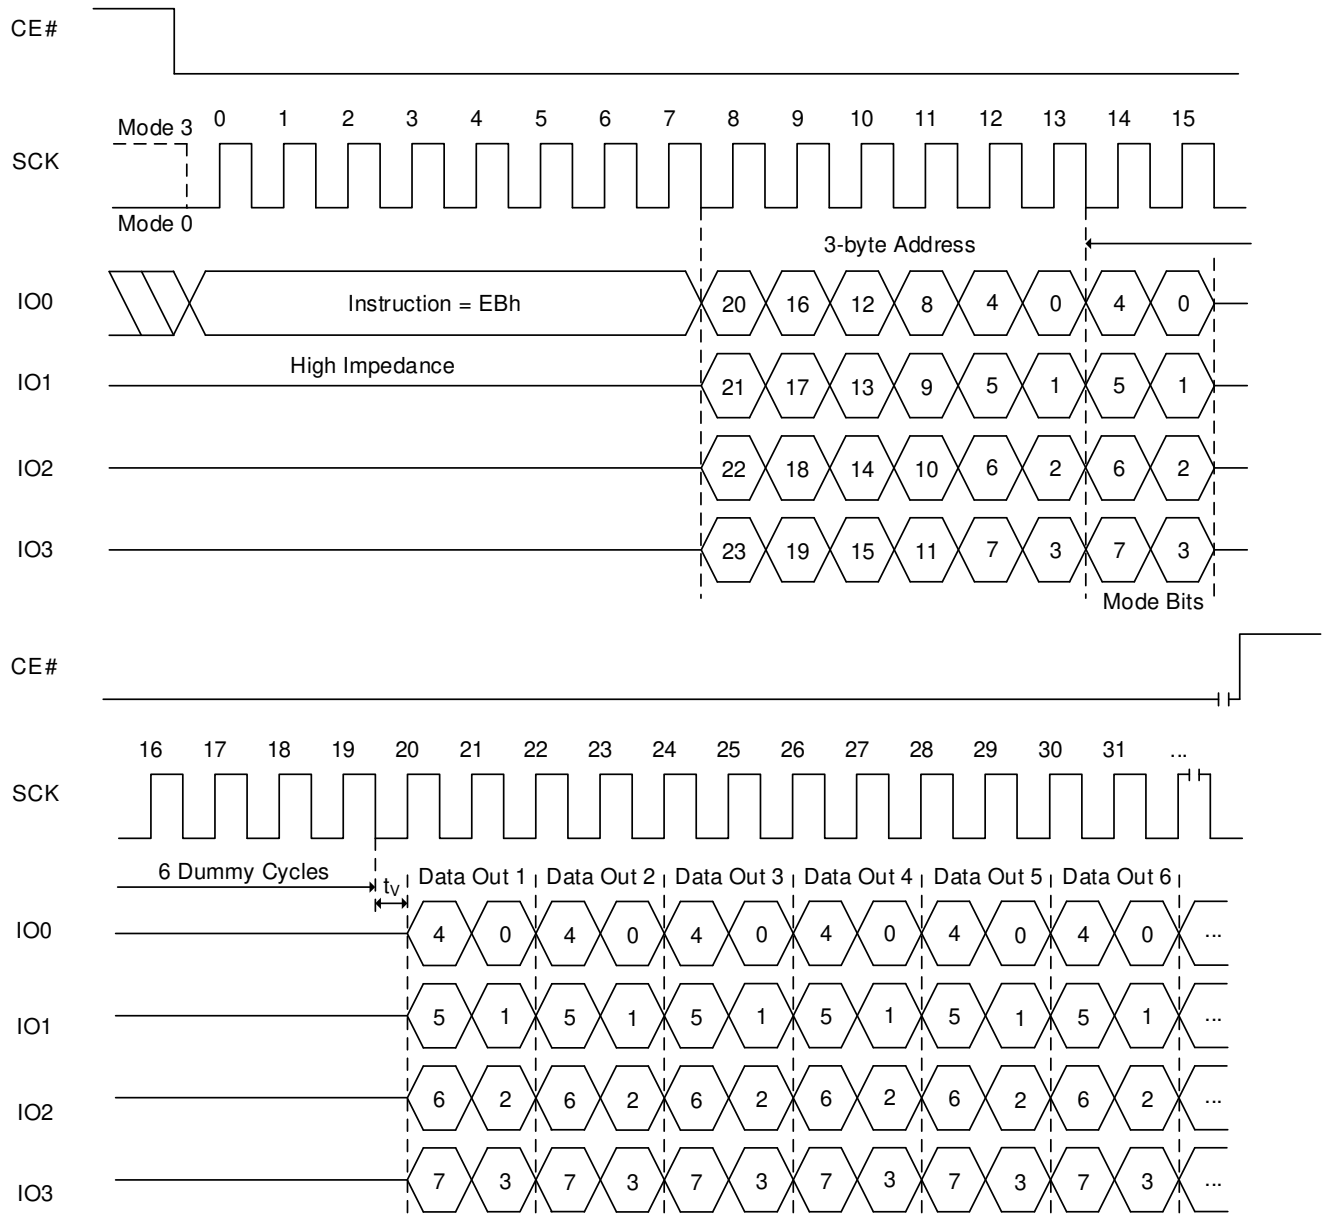 CE#
Mode 3 0 1 2 3 4 5 6 7 8 9 10 11 12 13 14 15
SCK
Mode 0
3-byte Address
IO0 Instruction = EBh 20 16 12 8 4 0 4 0
High Impedance
IO1 21 17 13 9 5 1 5 1
IO2 22 18 14 10 6 2 6 2
IO3 23 19 15 11 7 3 7 3
Mode Bits
CE#
16 17 18 19 20 21 22 23 24 25 26 27 28 29 30 31 ...
SCK
6 Dummy Cycles tV Data Out 1 Data Out 2 Data Out 3 Data Out 4 Data Out 5 Data Out 6
IO0 4 0 4 0 4 0 4 0 4 0 4 0 ...
IO1 5 1 5 1 5 1 5 1 5 1 5 1 ...
IO2 6 2 6 2 6 2 6 2 6 2 6 2 ...
IO3 7 3 7 3 7 3 7 3 7 3 7 3 ...